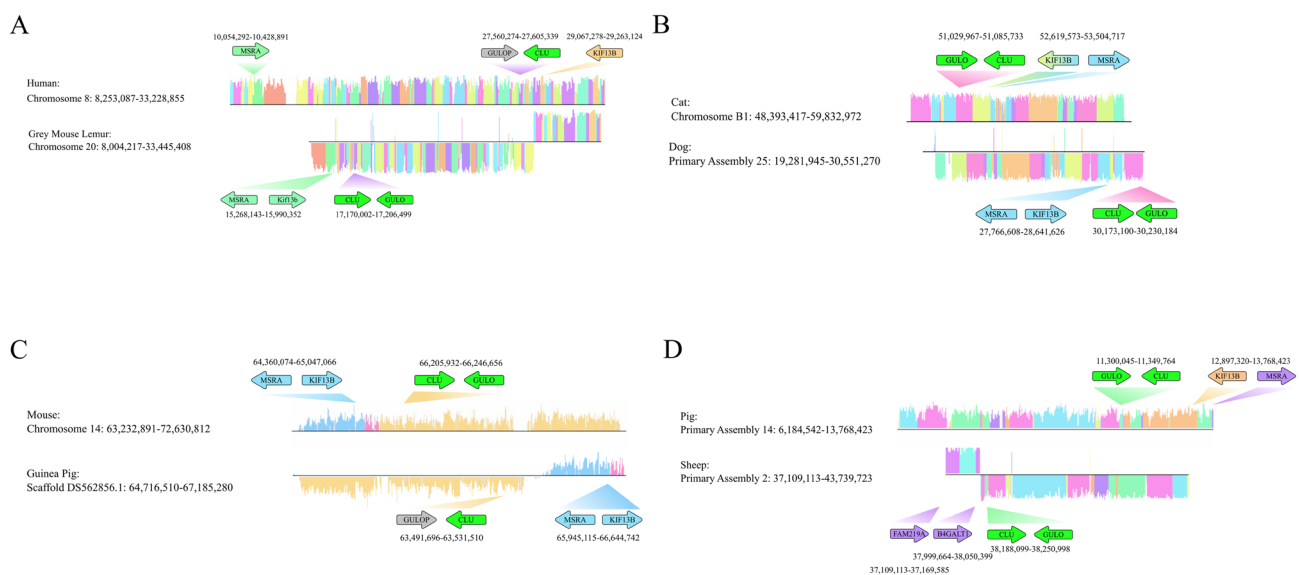 A
10,054,292-10,428,891
MSRA
27,560,274-27,605,339
29,067,278-29,263,124
GULOP
CLU
KIF13B
Human:
Chromosome 8: 8,253,087-33,228,855
Grey Mouse Lemur:
Chromosome 20: 8,004,217-33,445,408
MSRA
Kif13b
CLU
GULO
15,268,143-15,990,352
17,170,002-17,206,499
B
51,029,967-51,085,733
52,619,573-53,504,717
GULO
CLU
KIF13B
MSRA
Cat:
Chromosome B1: 48,393,417-59,832,972
Dog:
Primary Assembly 25: 19,281,945-30,551,270
MSRA
KIF13B
CLU
GULO
27,766,608-28,641,626
30,173,100-30,230,184
C
64,360,074-65,047,066
66,205,932-66,246,656
MSRA
KIF13B
CLU
GULO
Mouse:
Chromosome 14: 63,232,891-72,630,812
Guinea Pig:
Scaffold DS562856.1: 64,716,510-67,185,280
GULOP
CLU
MSRA
KIF13B
63,491,696-63,531,510
65,945,115-66,644,742
D
11,300,045-11,349,764
12,897,320-13,768,423
GULO
CLU
KIF13B
MSRA
Pig:
Primary Assembly 14: 6,184,542-13,768,423
Sheep:
Primary Assembly 2: 37,109,113-43,739,723
FAM219A
B4GALT1
CLU
GULO
38,188,099-38,250,998
37,999,664-38,050,399
37,109,113-37,169,585